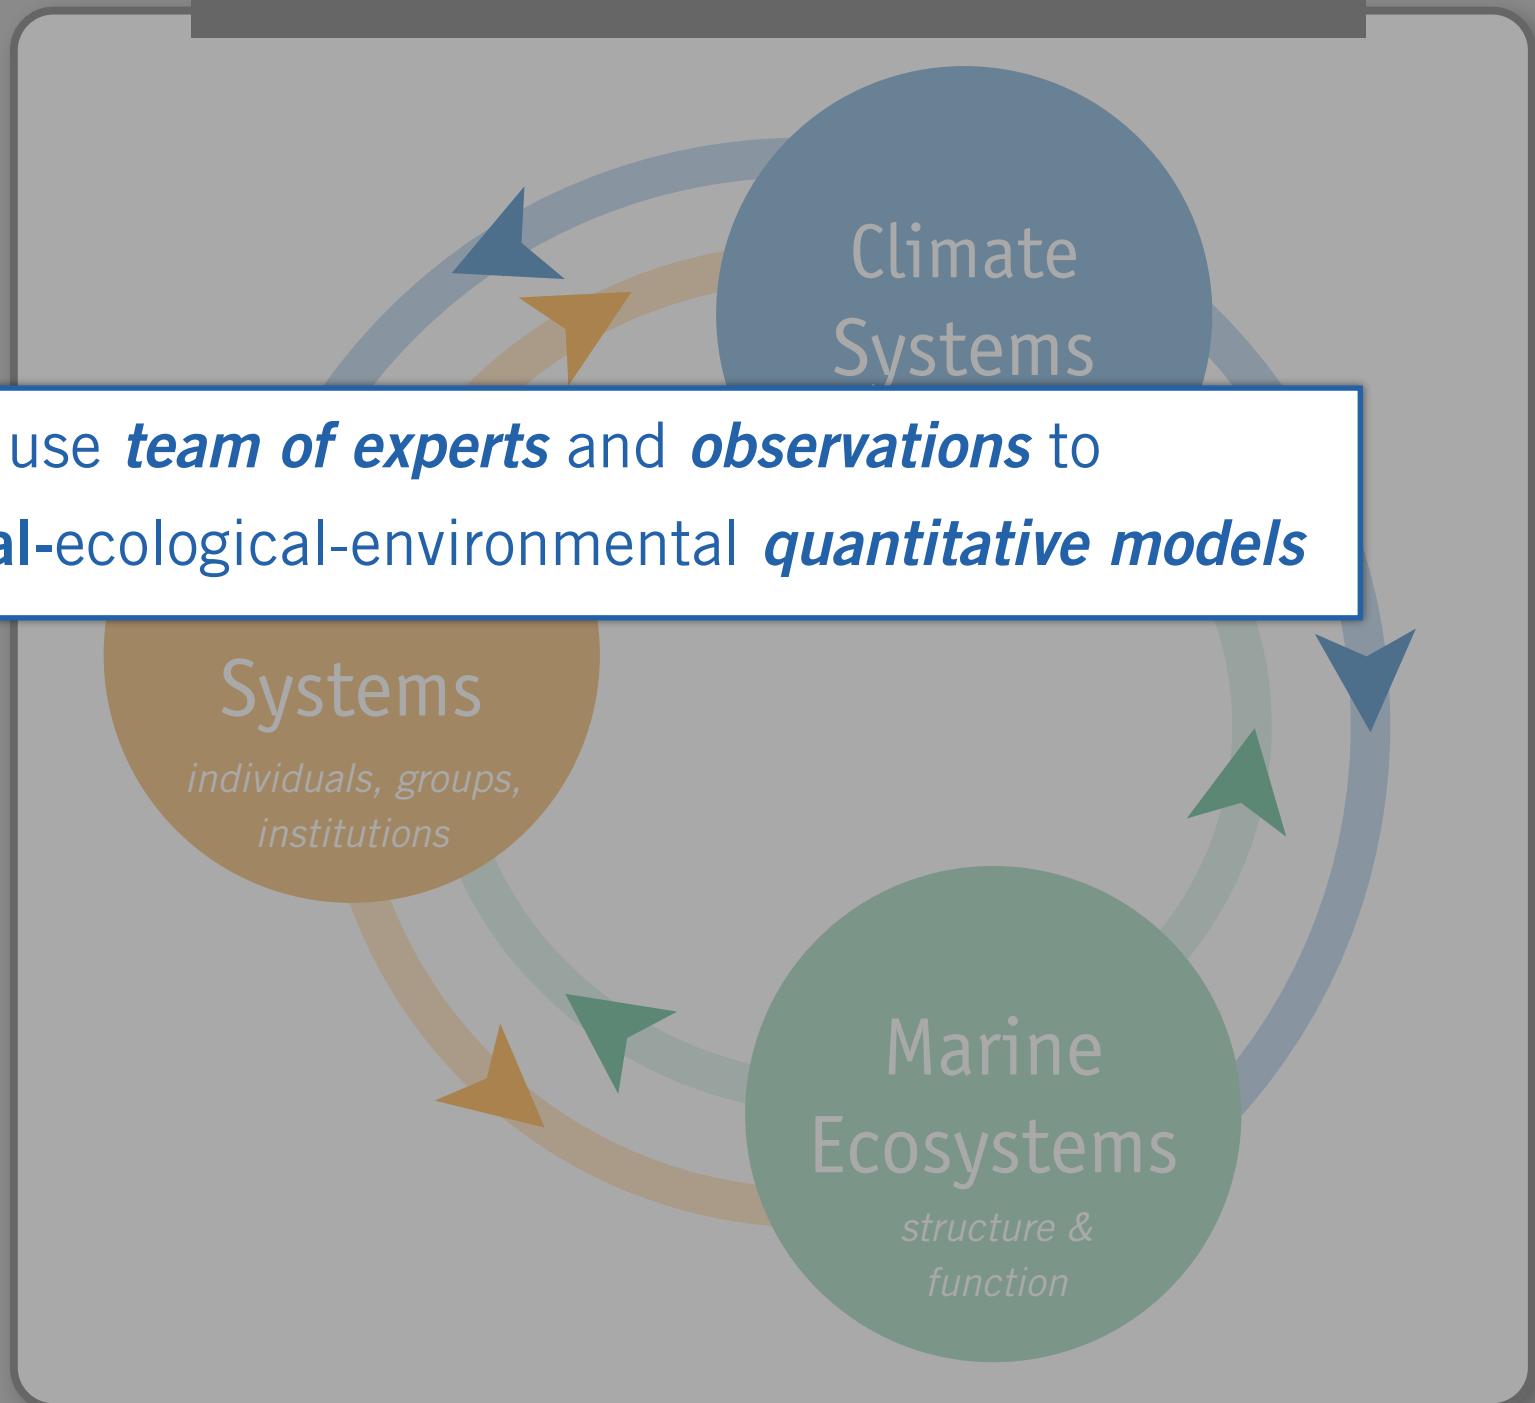 Climate
Systems
use team of experts and observations to
al-ecological-environmental quantitative models
Systems
individuals, groups,
institutions
Marine
Ecosystems
structure &
function